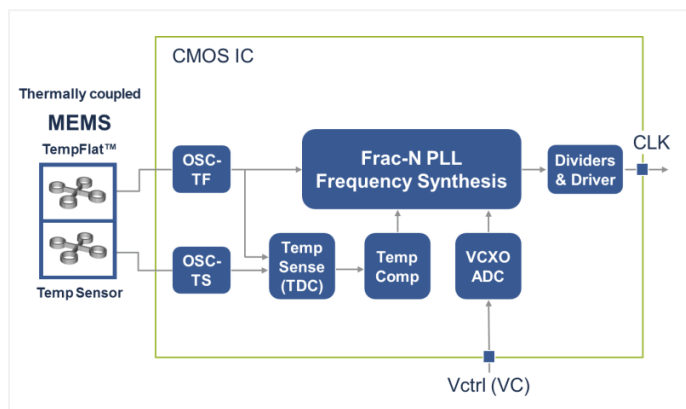 CMOS IC
Thermally coupled
MEMS
TempFlat™
Temp Sensor
OSC-
TF
OSC-
TS
Frac-N PLL
Frequency Synthesis
Temp
Sense
(TDC)
Temp
Comp
VCXO
ADC
Dividers
& Driver
CLK
Vctrl (VC)